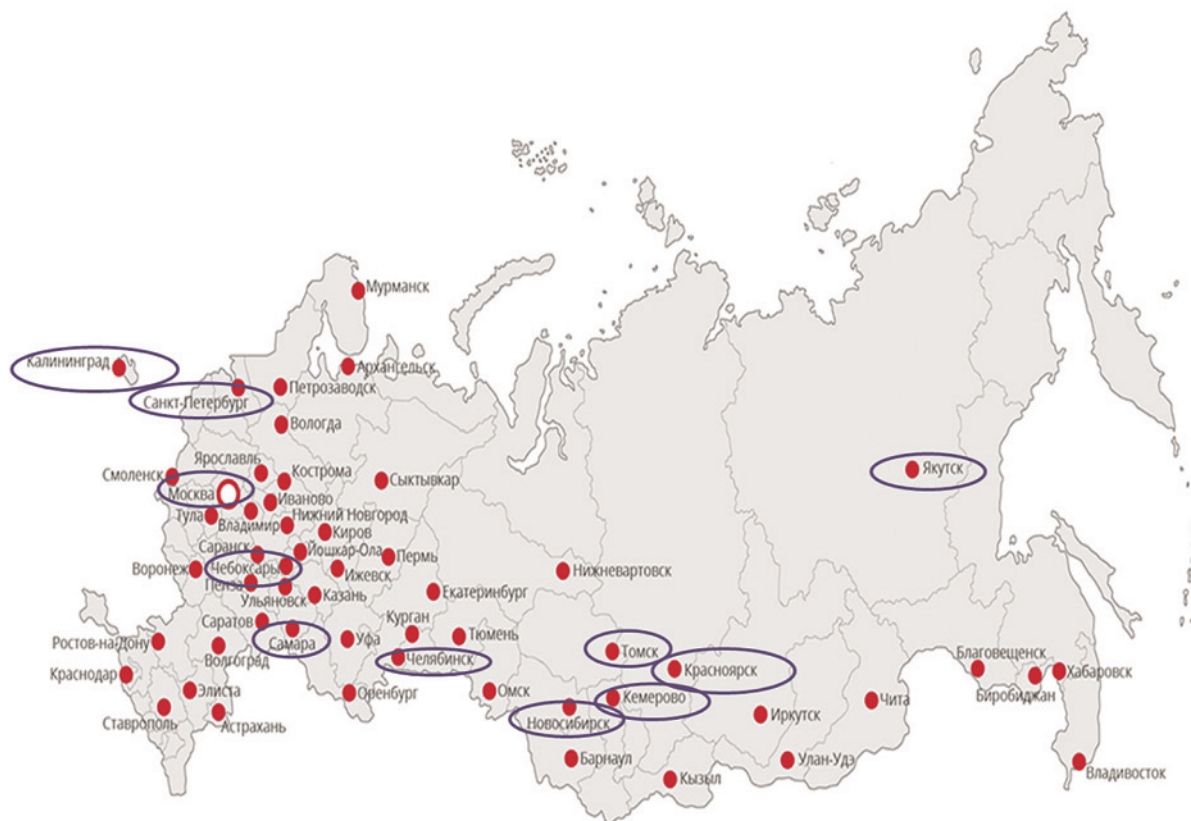 Мурманск
Калининград
Архангельск
Санкт-Петербург
Петрозаводск
Вологда
Ярославль
Смоленск
Кострома
Сыктывкар
Якутск
Москва
Иваново
Тула
Владимир
Нижний Новгород
Киров
Саранск
Йошкар-Ола
Пермь
Воронеж
Чебоксары
Ижевск
Нижневартовск
Пенза
Ульяновск
Казань
Екатеринбург
Саратов
Курган
Ростов-на-Дону
Самара
Уфа
Тюмень
Томск
Благовещенск
Волгоград
Челябинск
Краснодар
Красноярск
Хабаровск
Элиста
Оренбург
Омск
Кемерово
Биробиджан
Ставрополь
Астрахань
Новосибирск
Иркутск
Чита
Барнаул
Улан-Удэ
Кызыл
Владивосток